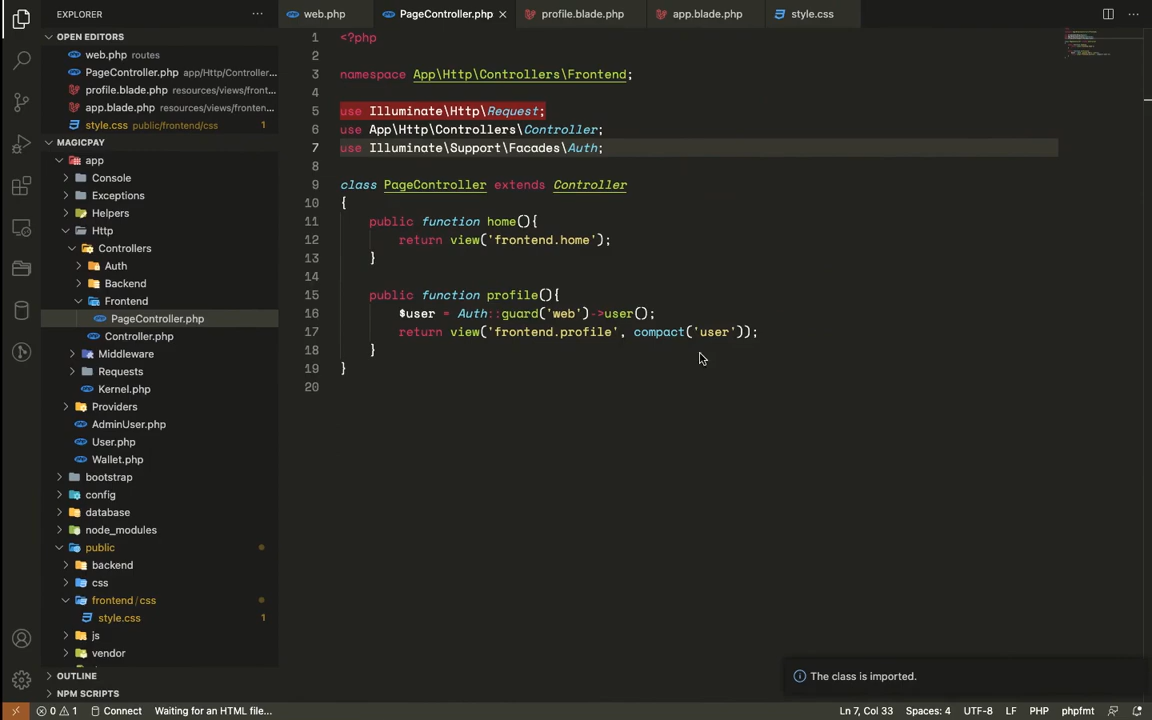 EXPLORER
web.php
PageController.php
profile.blade.php
app.blade.php
style.css
OPEN EDITORS
web.php routes
PageController.php app/Http/Controller...
profile.blade.php resources/views/front...
app.blade.php resources/views/fronten...
style.css public/frontend/css 1
MAGICPAY
app
Console
Exceptions
Helpers
Http
Controllers
Auth
Backend
Frontend
PageController.php
Controller.php
Middleware
Requests
Kernel.php
Providers
AdminUser.php
User.php
Wallet.php
bootstrap
config
database
node_modules
public
backend
css
frontend/css
style.css 1
js
vendor
OUTLINE
NPM SCRIPTS
1 <?php
2
3 namespace App\Http\Controllers\Frontend;
4
5 use Illuminate\Http\Request;
6 use App\Http\Controllers\Controller;
7 use Illuminate\Support\Facades\Auth;
8
9 class PageController extends Controller
10 {
11 public function home(){
12 return view('frontend.home');
13 }
14
15 public function profile(){
16 $user = Auth::guard('web')->user();
17 return view('frontend.profile', compact('user'));
18 }
19 }
20
The class is imported.
0 1 Connect Waiting for an HTML file... Ln 7, Col 33 Spaces: 4 UTF-8 LF PHP phpfmt